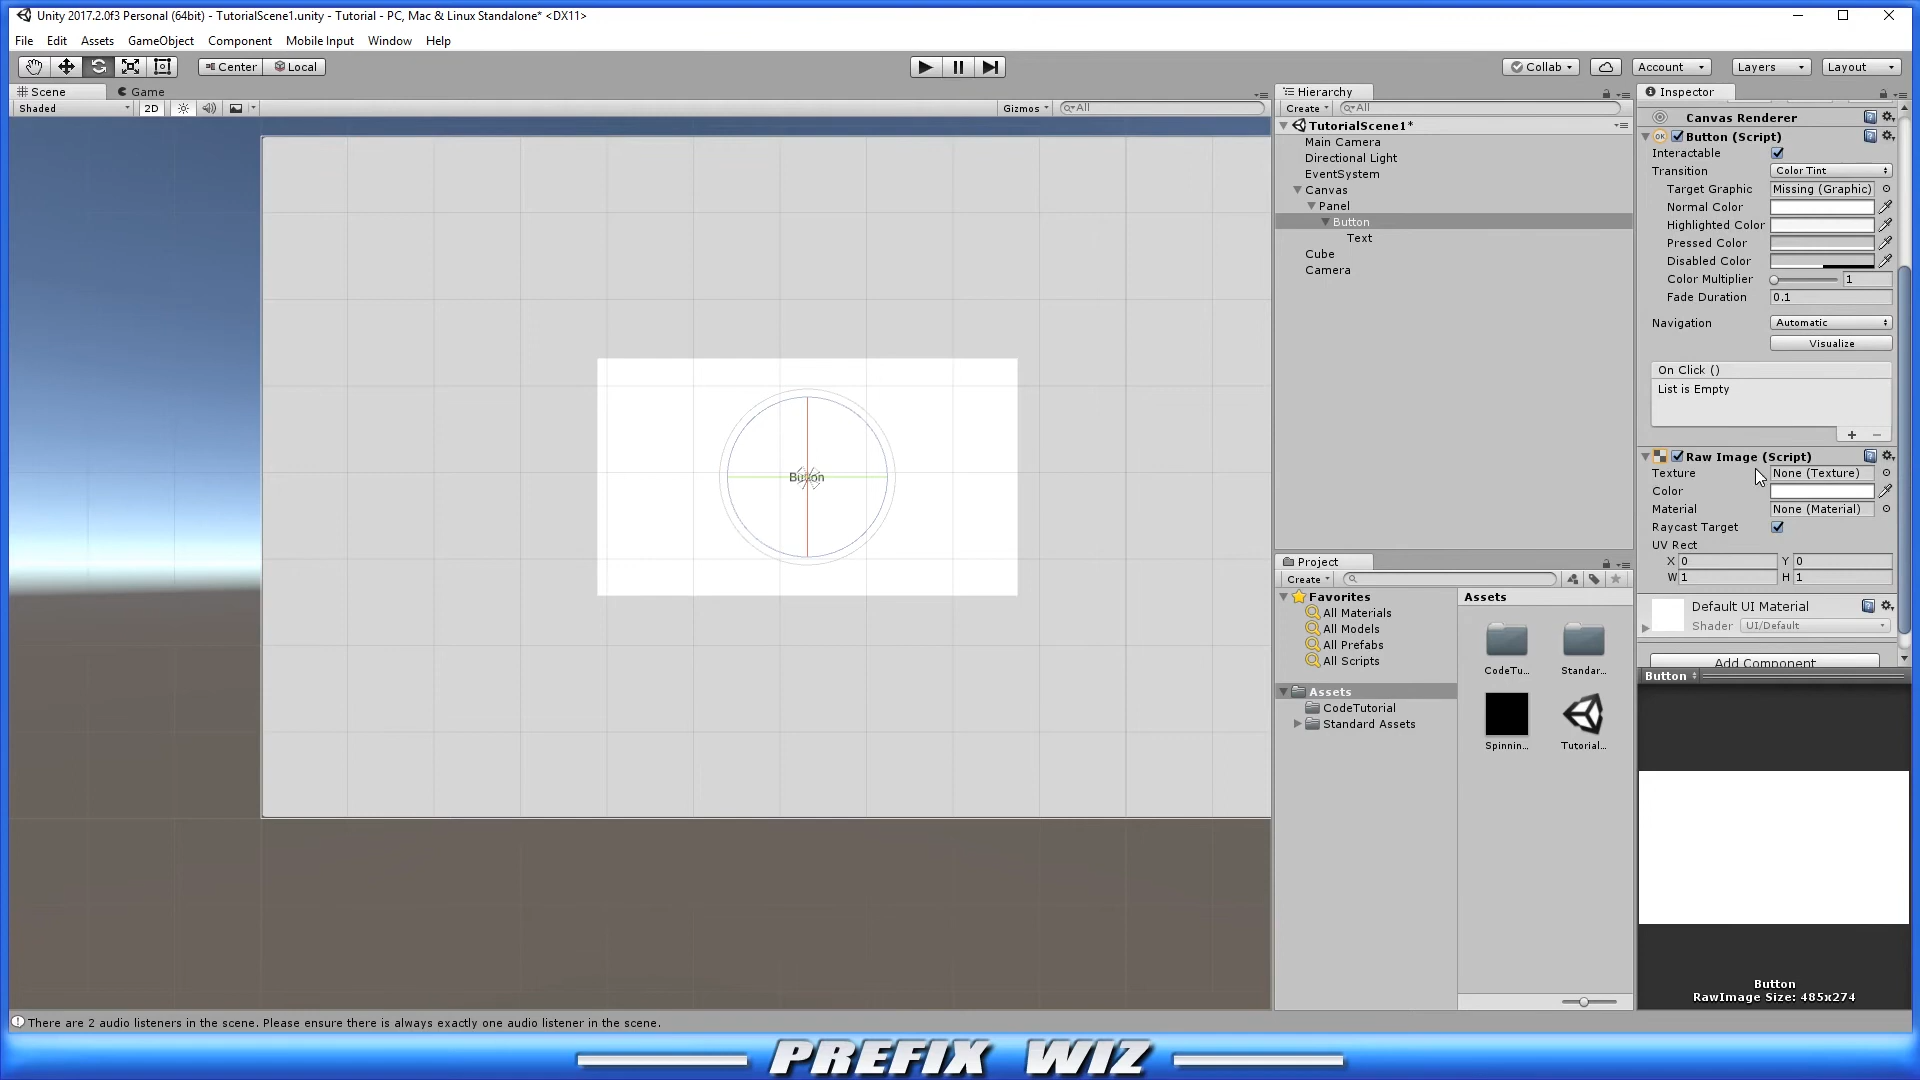 Unity 2017.2.0f3 Personal (64bit) - TutorialScene1.unity - Tutorial - PC, Mac & Linux Standalone* <DX11>
File Edit Assets GameObject Component Mobile Input Window Help
Center Local Collab Account Layers Layout
Scene Game
Shaded 2D Gizmos All
Button
Hierarchy
Create All
TutorialScene1*
Main Camera
Directional Light
EventSystem
Canvas
Panel
Button
Text
Cube
Camera
Project
Create
Favorites
All Materials
All Models
All Prefabs
All Scripts
Assets
CodeTutorial
Standard Assets
Assets
CodeTu... Standar...
Spinnin... Tutorial...
Inspector
Canvas Renderer
OK Button (Script)
Interactable
Transition Color Tint
Target Graphic Missing (Graphic)
Normal Color
Highlighted Color
Pressed Color
Disabled Color
Color Multiplier 1
Fade Duration 0.1
Navigation Automatic
Visualize
On Click ()
List is Empty
+ −
Raw Image (Script)
Texture None (Texture)
Color
Material None (Material)
Raycast Target
UV Rect
X 0 Y 0
W 1 H 1
Default UI Material
Shader UI/Default
Add Component
Button
Button
RawImage Size: 485x274
There are 2 audio listeners in the scene. Please ensure there is always exactly one audio listener in the scene.
PREFIX WIZ